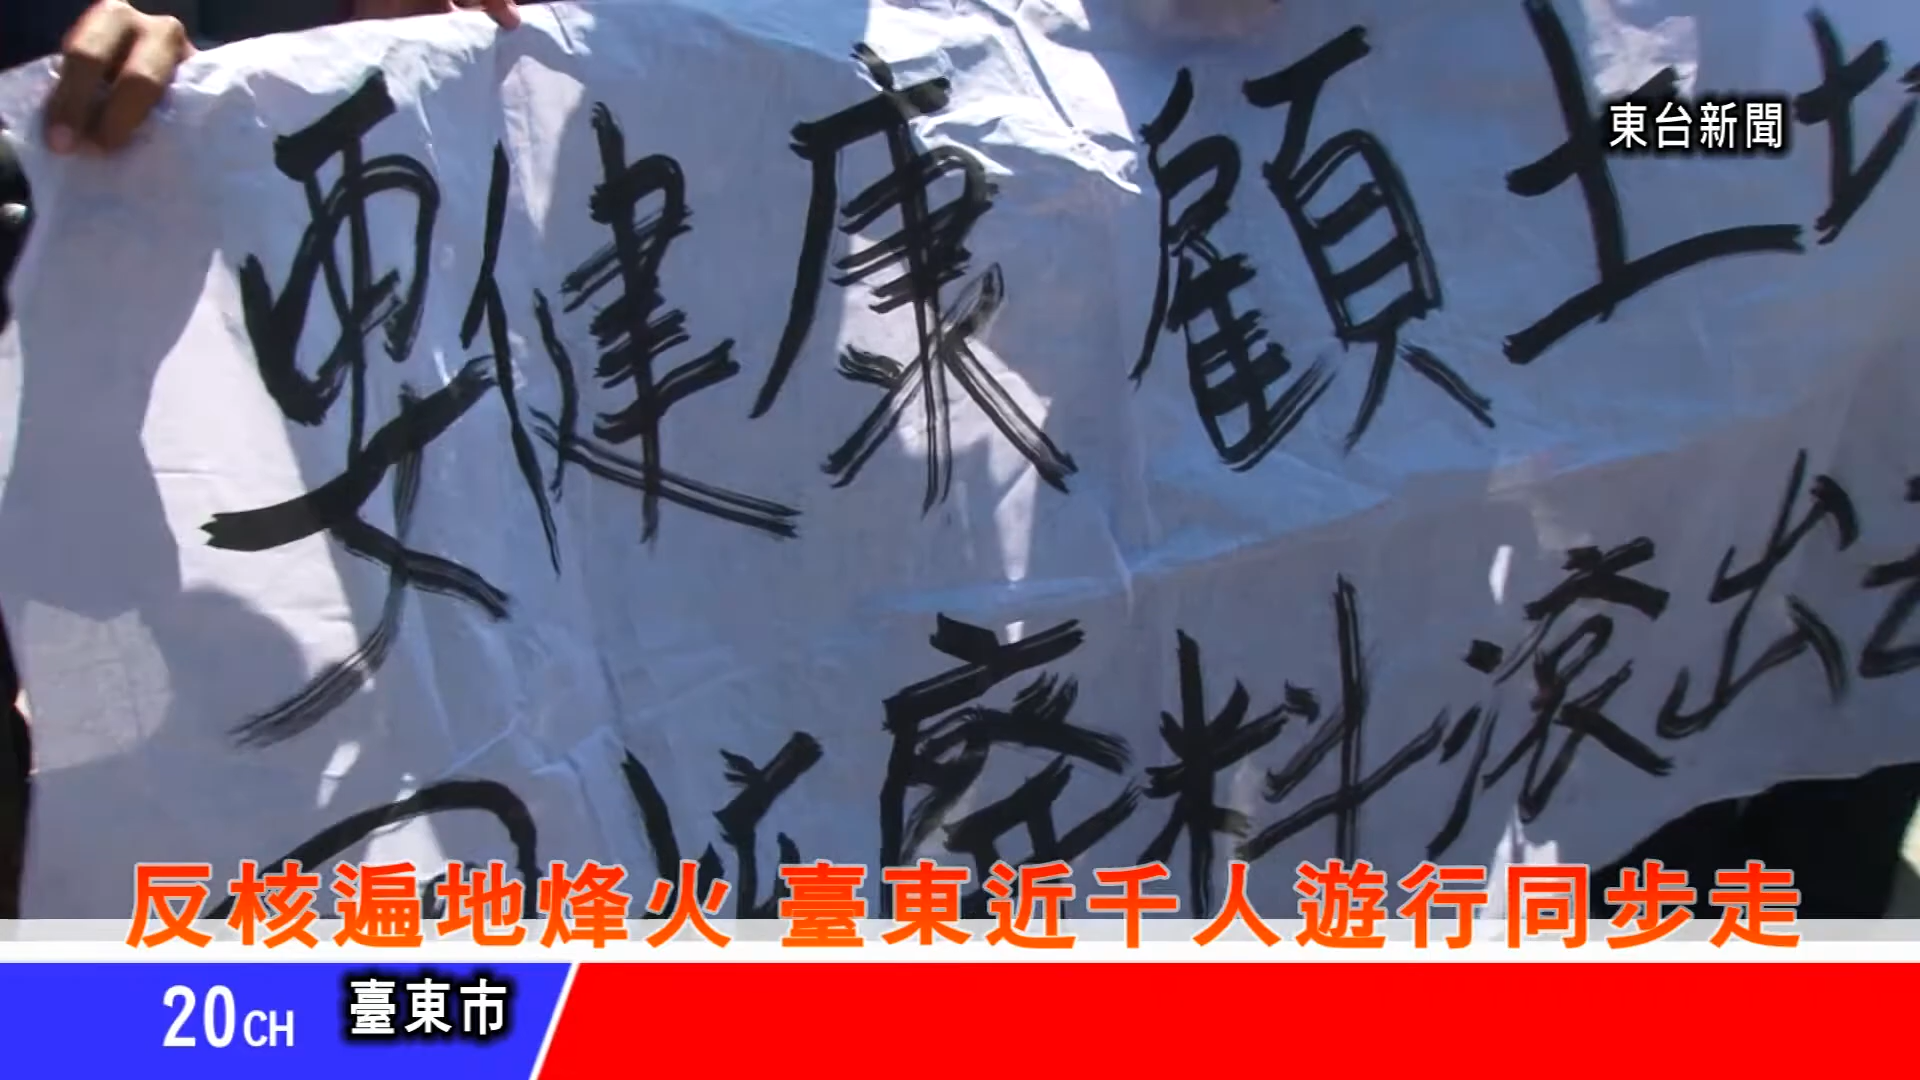 東台新聞
要健康顧土地
廢料滾出
反核遍地烽火 臺東近千人遊行同步走
20CH 臺東市